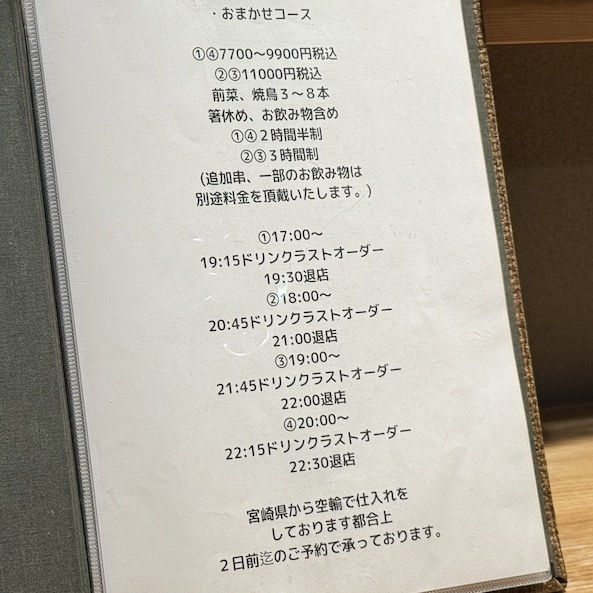 ・おまかせコース
①④7700〜9900円税込
②③11000円税込
前菜、焼鳥３〜８本
箸休め、お飲み物含め
①④２時間半制
②③３時間制
(追加串、一部のお飲み物は
別途料金を頂戴いたします。)
①17:00〜
19:15ドリンクラストオーダー
19:30退店
②18:00〜
20:45ドリンクラストオーダー
21:00退店
③19:00〜
21:45ドリンクラストオーダー
22:00退店
④20:00〜
22:15ドリンクラストオーダー
22:30退店
宮崎県から空輸で仕入れを
しております都合上
２日前迄のご予約で承っております。